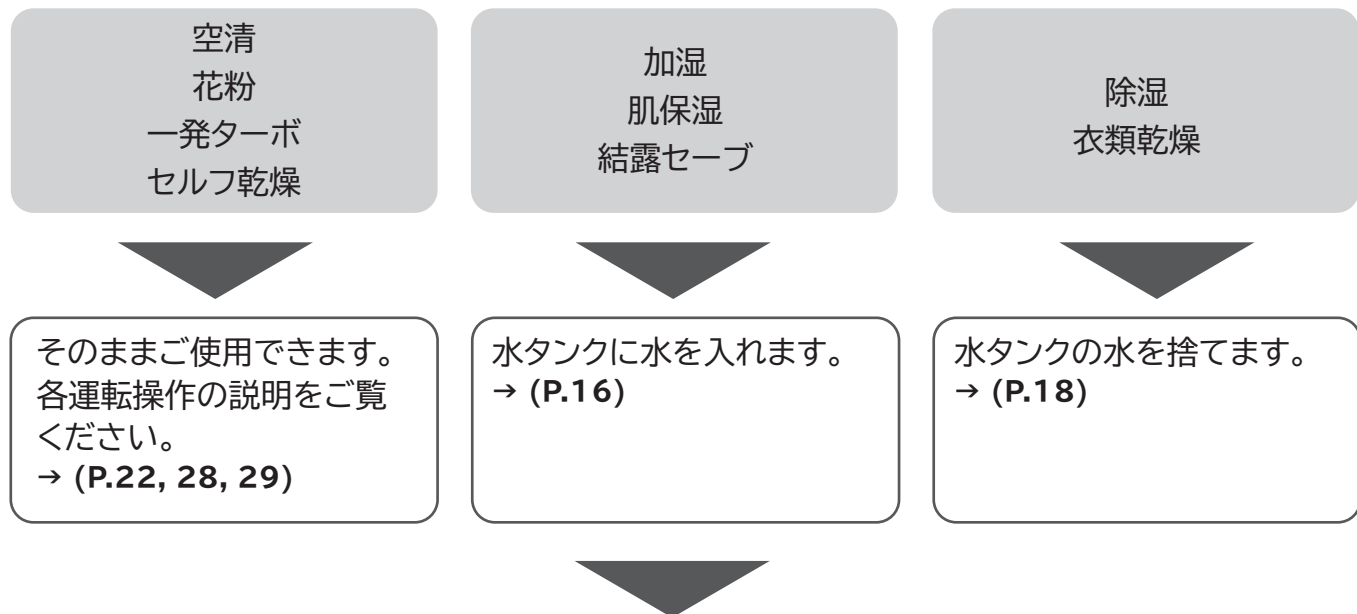 空清
花粉
一発ターボ
セルフ乾燥
加湿
肌保湿
結露セーブ
除湿
衣類乾燥
そのままご使用できます。
各運転操作の説明をご覧
ください。
→ (P.22, 28, 29)
水タンクに水を入れます。
→ (P.16)
水タンクの水を捨てます。
→ (P.18)